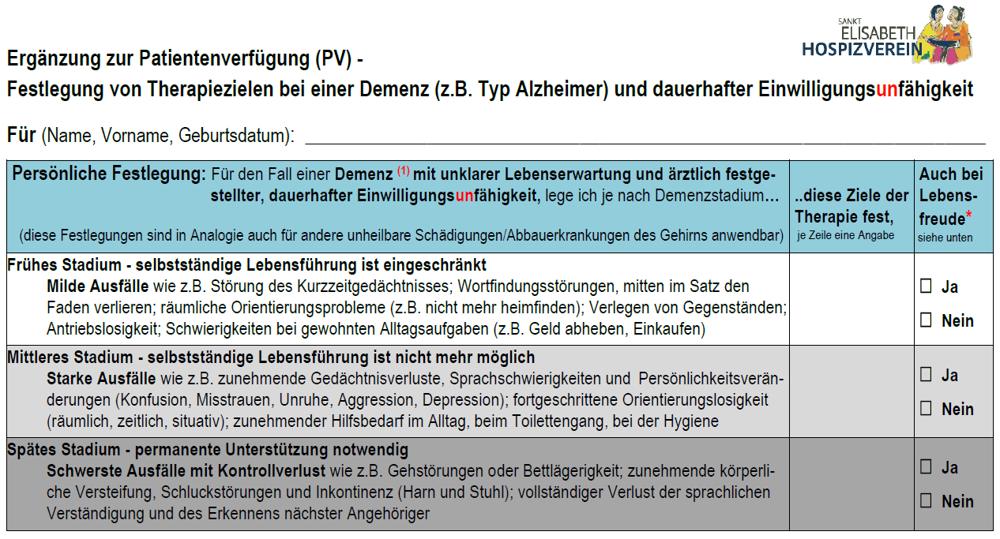 SANKT
ELISABETH
HOSPIZVEREIN
Ergänzung zur Patientenverfügung (PV) -
Festlegung von Therapiezielen bei einer Demenz (z.B. Typ Alzheimer) und dauerhafter Einwilligungsunfähigkeit
Für (Name, Vorname, Geburtsdatum): ____________________
Persönliche Festlegung: Für den Fall einer Demenz (1) mit unklarer Lebenserwartung und ärztlich festge-
stellter, dauerhafter Einwilligungsunfähigkeit, lege ich je nach Demenzstadium…
(diese Festlegungen sind in Analogie auch für andere unheilbare Schädigungen/Abbauerkrankungen des Gehirns anwendbar)
..diese Ziele der
Therapie fest,
je Zeile eine Angabe
Auch bei
Lebens-
freude*
siehe unten
Frühes Stadium - selbstständige Lebensführung ist eingeschränkt
Milde Ausfälle wie z.B. Störung des Kurzzeitgedächtnisses; Wortfindungsstörungen, mitten im Satz den
Faden verlieren; räumliche Orientierungsprobleme (z.B. nicht mehr heimfinden); Verlegen von Gegenständen;
Antriebslosigkeit; Schwierigkeiten bei gewohnten Alltagsaufgaben (z.B. Geld abheben, Einkaufen)
☐ Ja
☐ Nein
Mittleres Stadium - selbstständige Lebensführung ist nicht mehr möglich
Starke Ausfälle wie z.B. zunehmende Gedächtnisverluste, Sprachschwierigkeiten und Persönlichkeitsverän-
derungen (Konfusion, Misstrauen, Unruhe, Aggression, Depression); fortgeschrittene Orientierungslosigkeit
(räumlich, zeitlich, situativ); zunehmender Hilfsbedarf im Alltag, beim Toilettengang, bei der Hygiene
☐ Ja
☐ Nein
Spätes Stadium - permanente Unterstützung notwendig
Schwerste Ausfälle mit Kontrollverlust wie z.B. Gehstörungen oder Bettlägerigkeit; zunehmende körperli-
che Versteifung, Schluckstörungen und Inkontinenz (Harn und Stuhl); vollständiger Verlust der sprachlichen
Verständigung und des Erkennens nächster Angehöriger
☐ Ja
☐ Nein